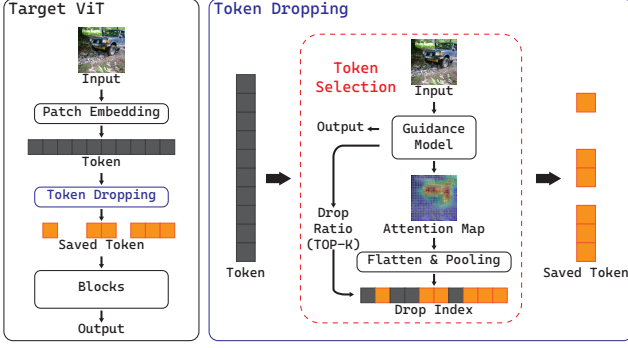 Target ViT
Input
Patch Embedding
Token
Token Dropping
Saved Token
Blocks
Output
Token Dropping
Token
Token
Selection
Input
Output
Guidance
Model
Drop
Ratio
(TOP-K)
Attention Map
Flatten & Pooling
Drop Index
Saved Token